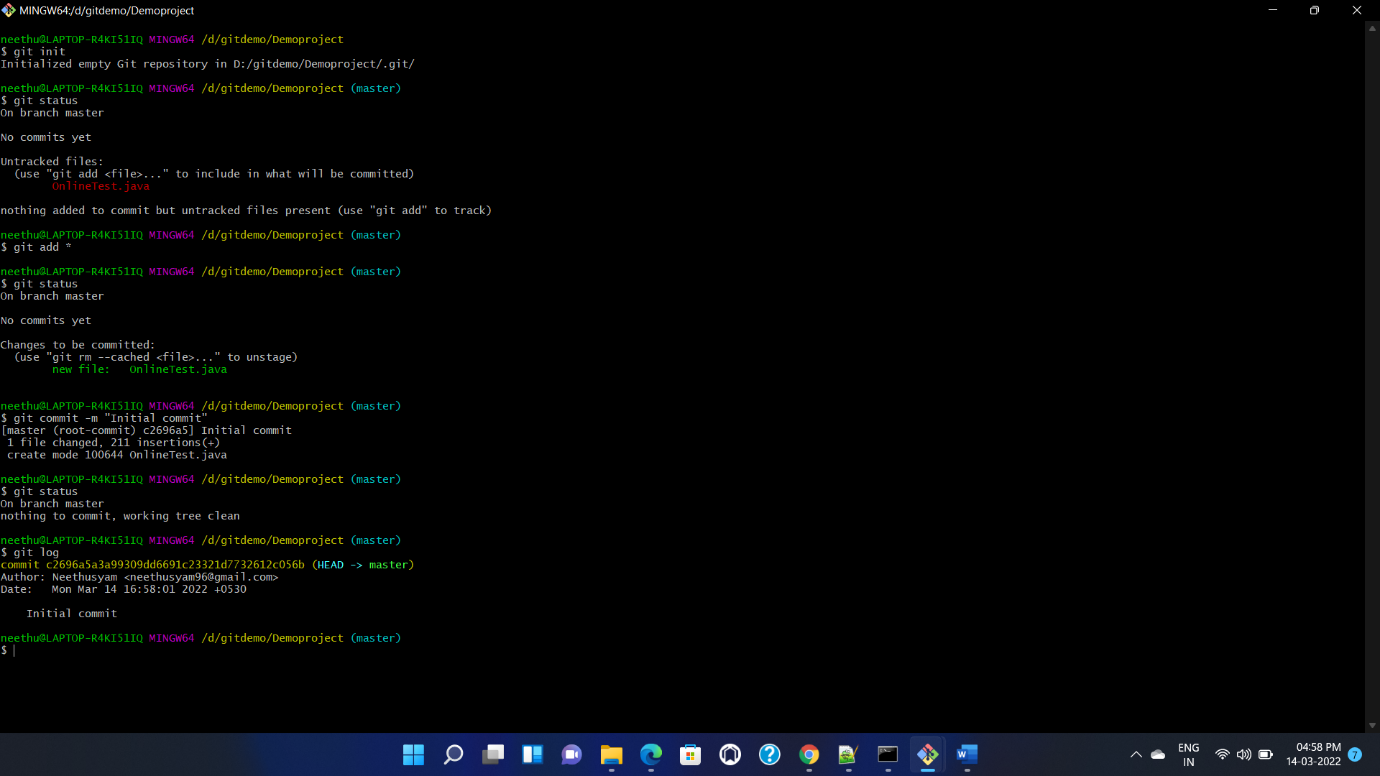 MINGW64:/d/gitdemo/Demoproject
neethu@LAPTOP-R4KI51IQ MINGW64 /d/gitdemo/Demoproject
$ git init
Initialized empty Git repository in D:/gitdemo/Demoproject/.git/
neethu@LAPTOP-R4KI51IQ MINGW64 /d/gitdemo/Demoproject (master)
$ git status
On branch master
No commits yet
Untracked files:
(use "git add <file>..." to include in what will be committed)
OnlineTest.java
nothing added to commit but untracked files present (use "git add" to track)
neethu@LAPTOP-R4KI51IQ MINGW64 /d/gitdemo/Demoproject (master)
$ git add *
neethu@LAPTOP-R4KI51IQ MINGW64 /d/gitdemo/Demoproject (master)
$ git status
On branch master
No commits yet
Changes to be committed:
(use "git rm --cached <file>..." to unstage)
new file:   OnlineTest.java
neethu@LAPTOP-R4KI51IQ MINGW64 /d/gitdemo/Demoproject (master)
$ git commit -m "Initial commit"
[master (root-commit) c2696a5] Initial commit
1 file changed, 211 insertions(+)
create mode 100644 OnlineTest.java
neethu@LAPTOP-R4KI51IQ MINGW64 /d/gitdemo/Demoproject (master)
$ git status
On branch master
nothing to commit, working tree clean
neethu@LAPTOP-R4KI51IQ MINGW64 /d/gitdemo/Demoproject (master)
$ git log
commit c2696a5a3a99309dd6691c23321d7732612c056b (HEAD -> master)
Author: Neethusyam <neethusyam96@gmail.com>
Date:   Mon Mar 14 16:58:01 2022 +0530
Initial commit
neethu@LAPTOP-R4KI51IQ MINGW64 /d/gitdemo/Demoproject (master)
$
ENG
IN
04:58 PM
14-03-2022
7